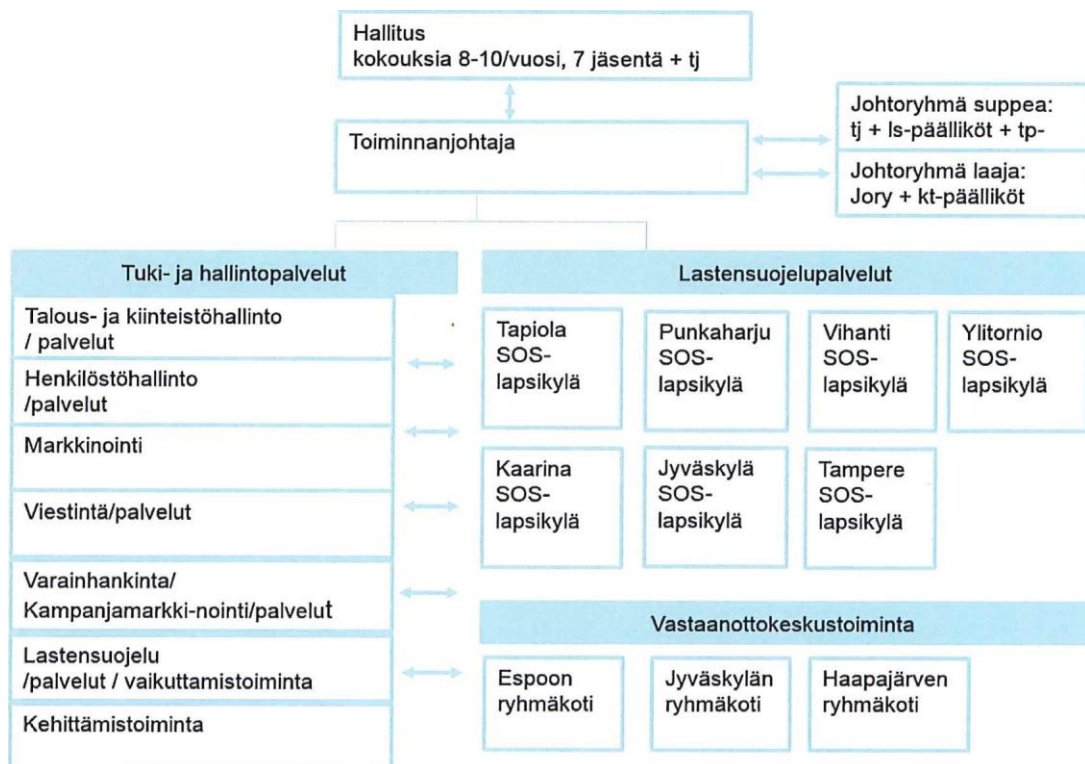 Hallitus
kokouksia 8-10/vuosi, 7 jäsentä + tj
Toiminnanjohtaja
Johtoryhmä suppea:
tj + ls-päälliköt + tp-
Johtoryhmä laaja:
Jory + kt-päälliköt
Tuki- ja hallintopalvelut
Talous- ja kiinteistöhallinto
/ palvelut
Henkilöstöhallinto
/palvelut
Markkinointi
Viestintä/palvelut
Varainhankinta/
Kampanjamarkki-nointi/palvelut
Lastensuojelu
/palvelut / vaikuttamistoiminta
Kehittämistoiminta
Lastensuojelupalvelut
Tapiola
SOS-
lapsikylä
Punkaharju
SOS-
lapsikylä
Vihanti
SOS-
lapsikylä
Ylitornio
SOS-
lapsikylä
Kaarina
SOS-
lapsikylä
Jyväskylä
SOS-
lapsikylä
Tampere
SOS-
lapsikylä
Vastaanottokeskustoiminta
Espoon
ryhmäkoti
Jyväskylän
ryhmäkoti
Haapajärven
ryhmäkoti